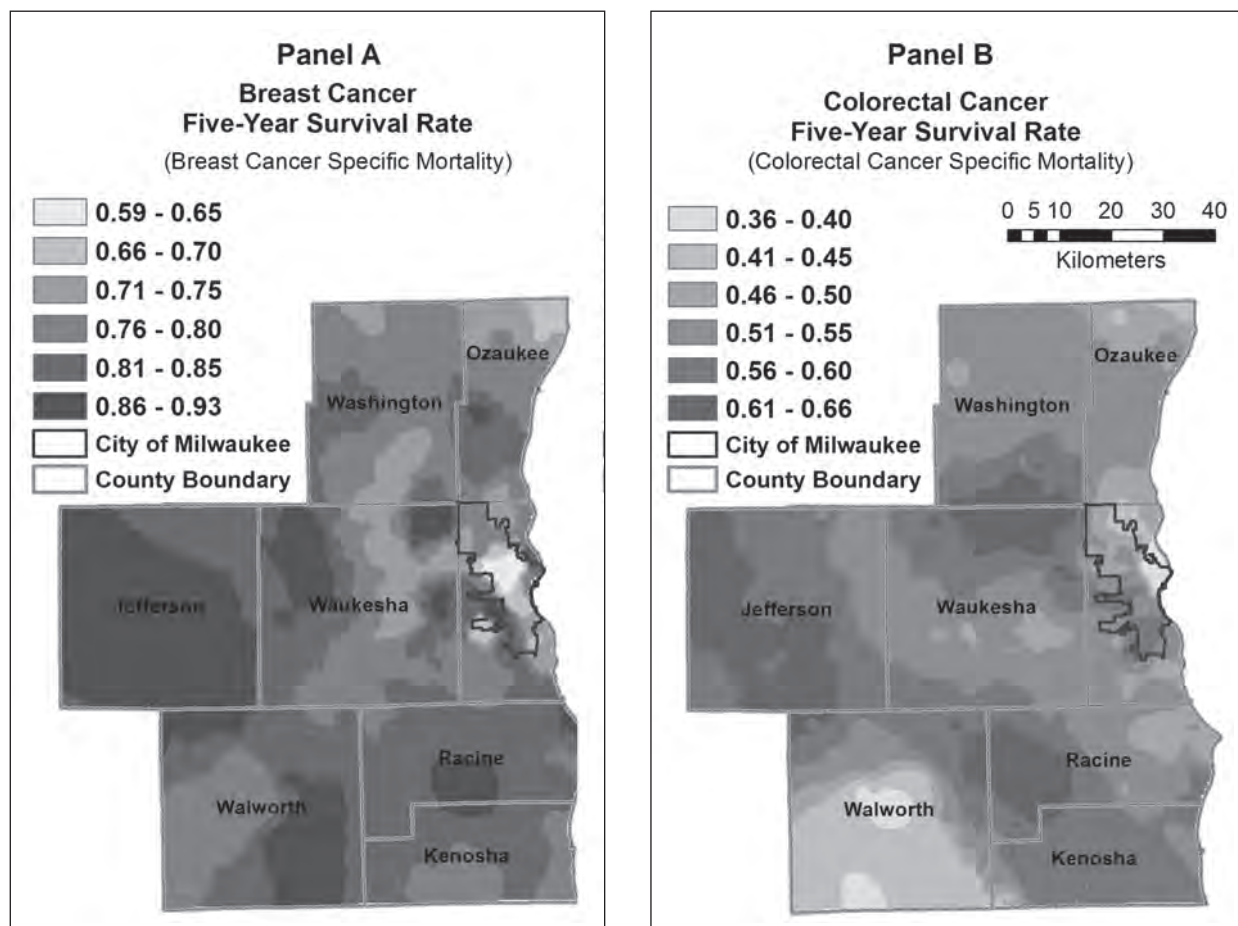 Panel A
Breast Cancer
Five-Year Survival Rate
(Breast Cancer Specific Mortality)
0.59 - 0.65
0.66 - 0.70
0.71 - 0.75
0.76 - 0.80
0.81 - 0.85
0.86 - 0.93
City of Milwaukee
County Boundary
Ozaukee
Washington
Jefferson
Waukesha
Racine
Walworth
Kenosha
Panel B
Colorectal Cancer
Five-Year Survival Rate
(Colorectal Cancer Specific Mortality)
0.36 - 0.40
0.41 - 0.45
0.46 - 0.50
0.51 - 0.55
0.56 - 0.60
0.61 - 0.66
City of Milwaukee
County Boundary
0 5 10 20 30 40
Kilometers
Ozaukee
Washington
Jefferson
Waukesha
Racine
Walworth
Kenosha